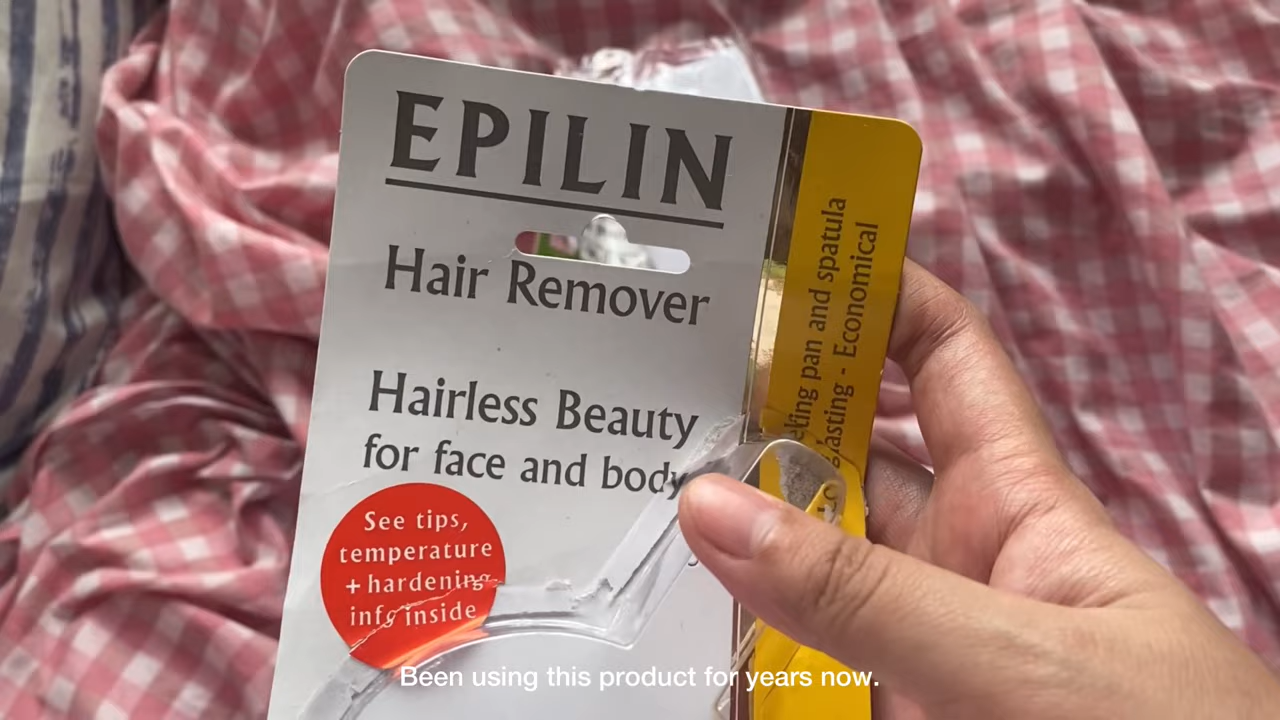 EPILIN
Hair Remover
Hairless Beauty
for face and body
See tips,
temperature
+ hardening
info inside
pan and spatula
- Economical
Been using this product for years now.